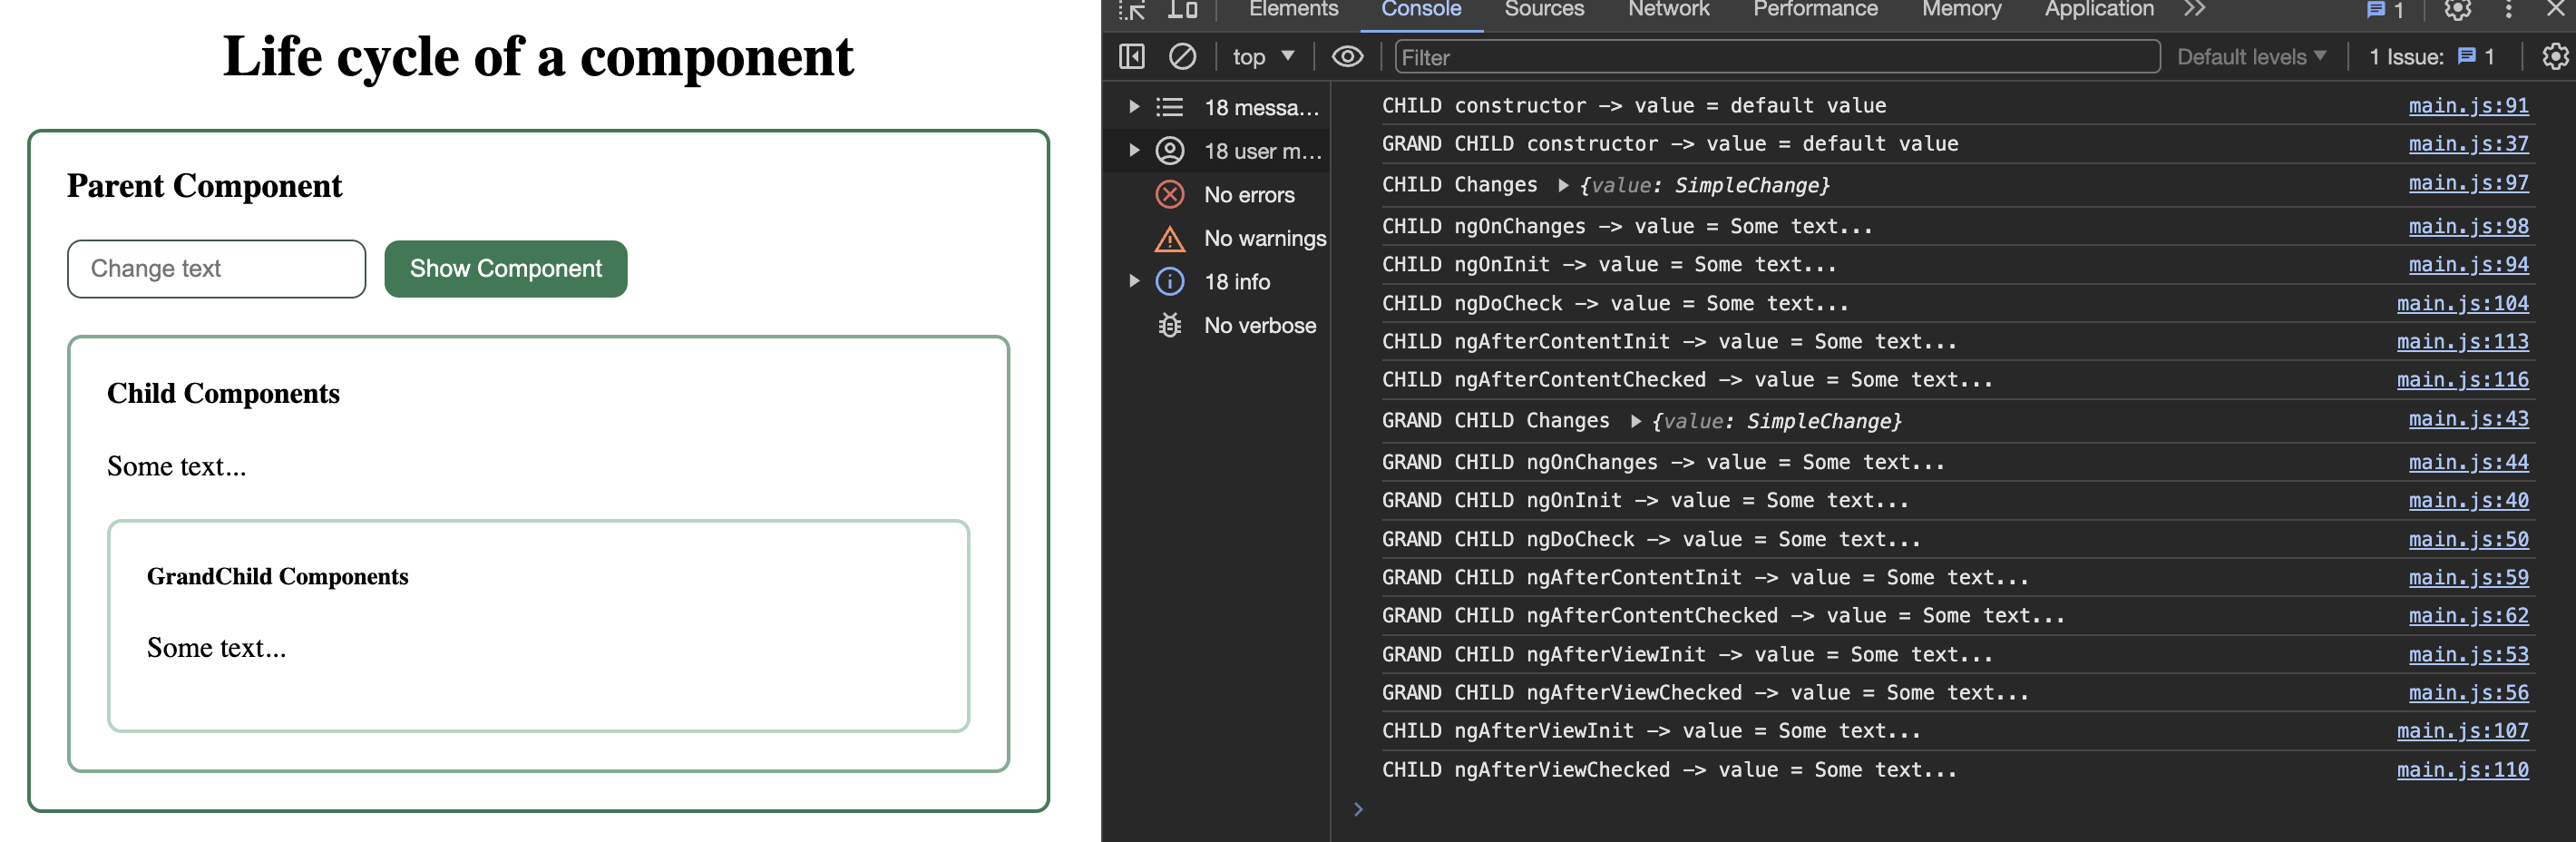 Life cycle of a component
Parent Component
Change text
Show Component
Child Components
Some text...
GrandChild Components
Some text...
Elements Console Sources Network Performance Memory Application 1
top Filter Default levels 1 Issue: 1
18 messa...
18 user m...
No errors
No warnings
18 info
No verbose
CHILD constructor -> value = default value main.js:91
GRAND CHILD constructor -> value = default value main.js:37
CHILD Changes {value: SimpleChange} main.js:97
CHILD ngOnChanges -> value = Some text... main.js:98
CHILD ngOnInit -> value = Some text... main.js:94
CHILD ngDoCheck -> value = Some text... main.js:104
CHILD ngAfterContentInit -> value = Some text... main.js:113
CHILD ngAfterContentChecked -> value = Some text... main.js:116
GRAND CHILD Changes {value: SimpleChange} main.js:43
GRAND CHILD ngOnChanges -> value = Some text... main.js:44
GRAND CHILD ngOnInit -> value = Some text... main.js:40
GRAND CHILD ngDoCheck -> value = Some text... main.js:50
GRAND CHILD ngAfterContentInit -> value = Some text... main.js:59
GRAND CHILD ngAfterContentChecked -> value = Some text... main.js:62
GRAND CHILD ngAfterViewInit -> value = Some text... main.js:53
GRAND CHILD ngAfterViewChecked -> value = Some text... main.js:56
CHILD ngAfterViewInit -> value = Some text... main.js:107
CHILD ngAfterViewChecked -> value = Some text... main.js:110